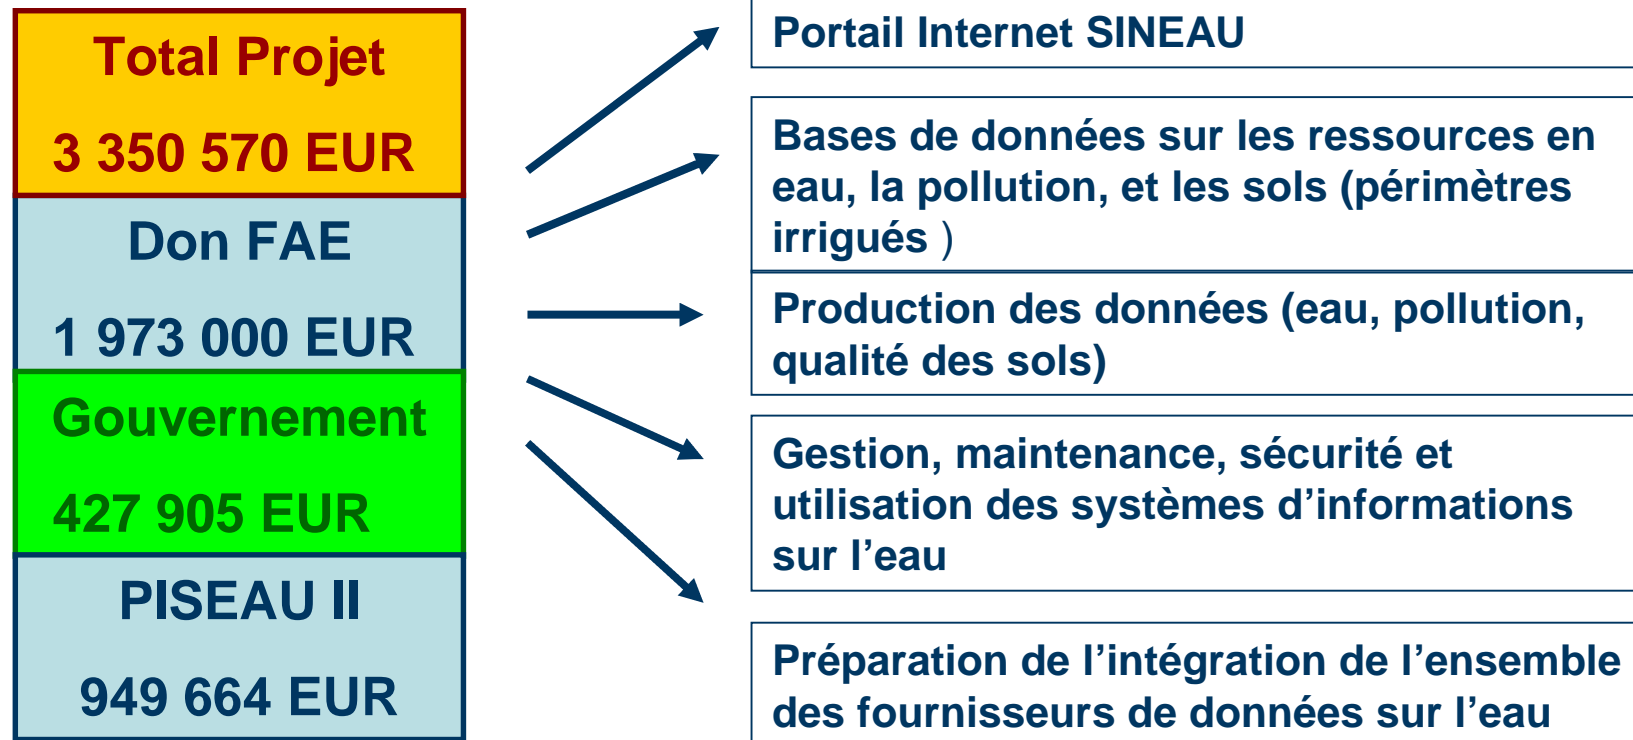 Total Projet
3 350 570 EUR
Don FAE
1 973 000 EUR
Gouvernement
427 905 EUR
PISEAU II
949 664 EUR
Portail Internet SINEAU
Bases de données sur les ressources en
eau, la pollution, et les sols (périmètres
irrigués )
Production des données (eau, pollution,
qualité des sols)
Gestion, maintenance, sécurité et
utilisation des systèmes d’informations
sur l’eau
Préparation de l’intégration de l’ensemble
des fournisseurs de données sur l’eau